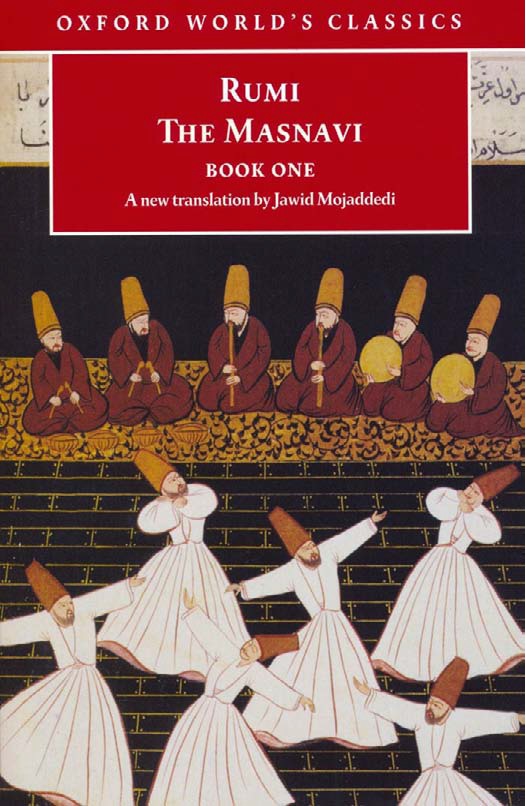 OXFORD WORLD'S CLASSICS
RUMI
THE MASNAVI
BOOK ONE
A new translation by Jawid Mojaddedi